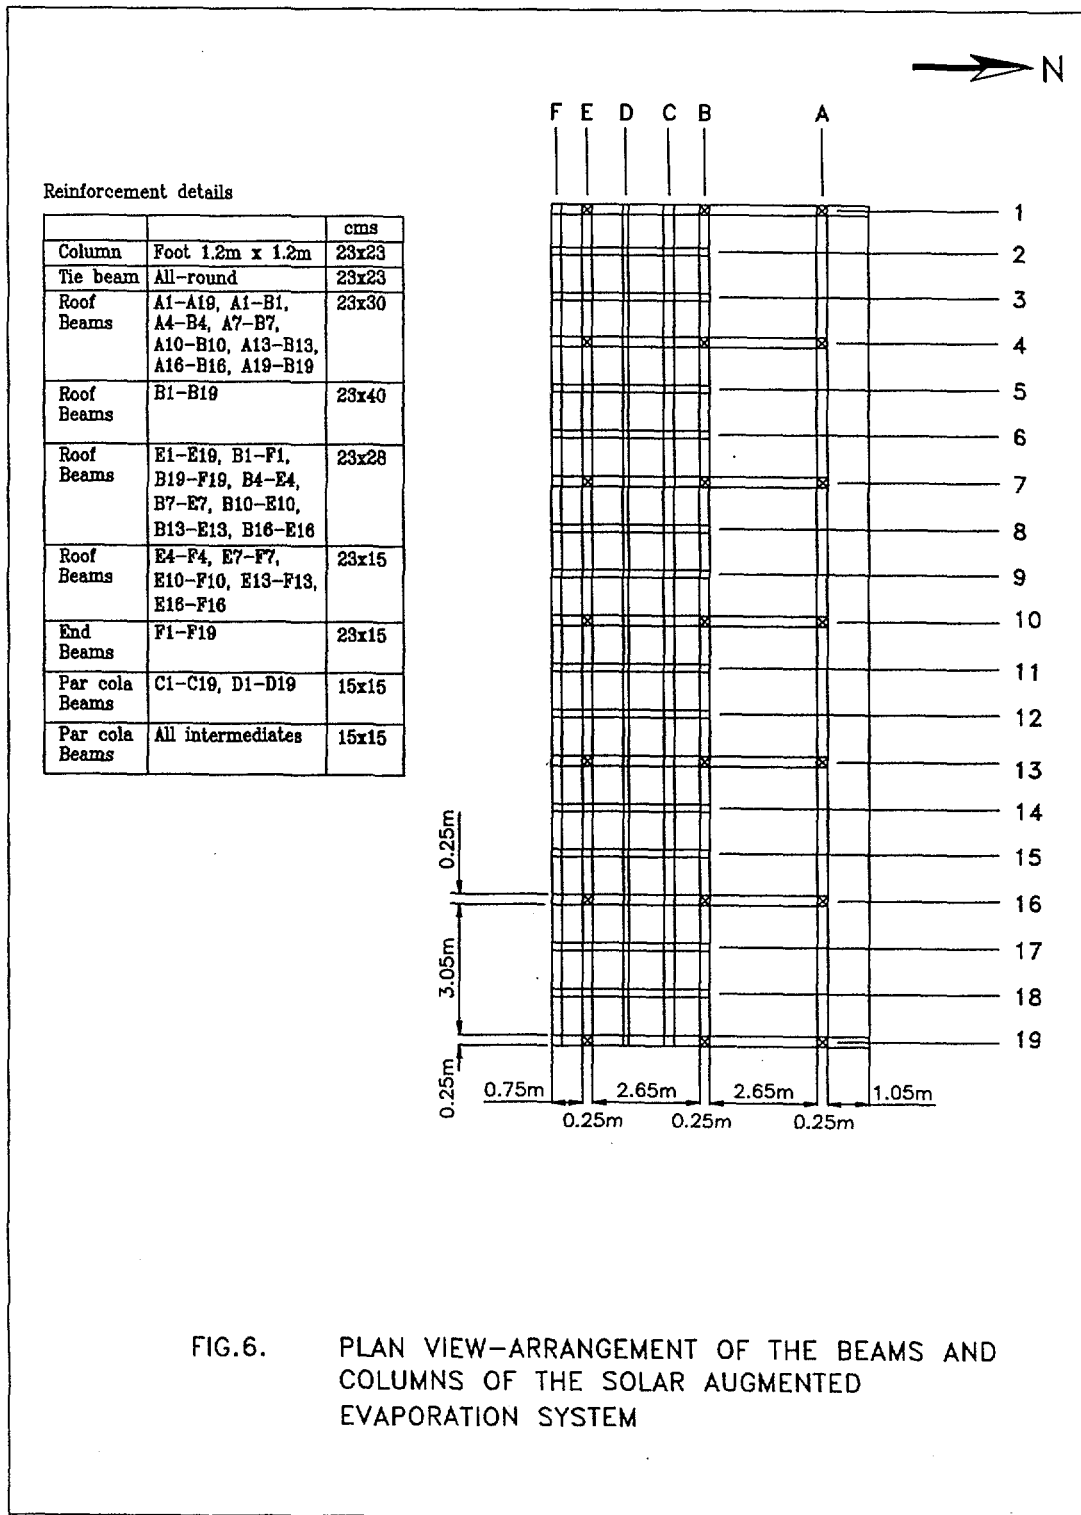 N
F E D C B A
Reinforcement details
cms
Column Foot 1.2m x 1.2m 23x23
Tie beam All-round 23x23
Roof Beams A1-A19, A1-B1, 23x30
A4-B4, A7-B7,
A10-B10, A13-B13,
A16-B16, A19-B19
Roof Beams B1-B19 23x40
Roof Beams E1-E19, B1-F1, 23x28
B19-F19, B4-E4,
B7-E7, B10-E10,
B13-E13, B16-E16
Roof Beams E4-F4, E7-F7, 23x15
E10-F10, E13-F13,
E16-F16
End Beams F1-F19 23x15
Par cola Beams C1-C19, D1-D19 15x15
Par cola Beams All intermediates 15x15
1
2
3
4
5
6
7
8
9
10
11
12
13
14
15
16
17
18
19
0.25m
3.05m
0.25m
0.75m 2.65m 2.65m 1.05m
0.25m 0.25m 0.25m
FIG.6. PLAN VIEW-ARRANGEMENT OF THE BEAMS AND
COLUMNS OF THE SOLAR AUGMENTED
EVAPORATION SYSTEM